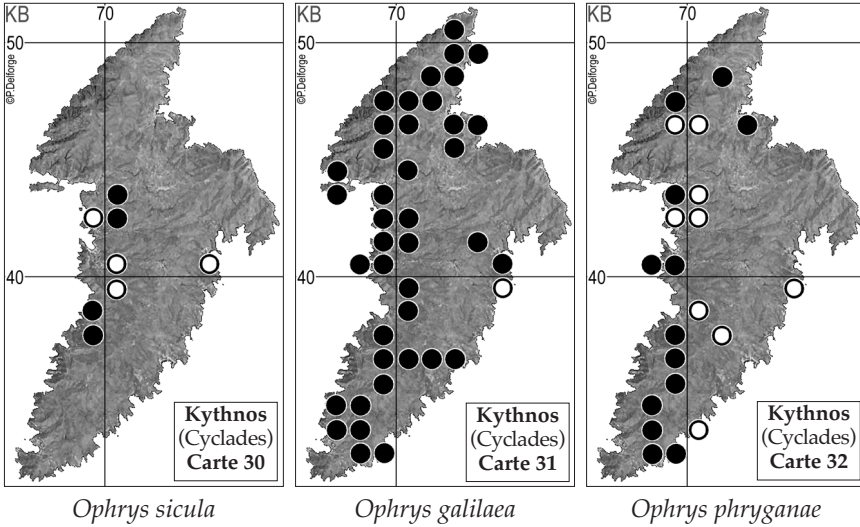 KB 70
50
©P.Delforge
40
Kythnos
(Cyclades)
Carte 30
Ophrys sicula
KB 70
50
©P.Delforge
40
Kythnos
(Cyclades)
Carte 31
Ophrys galilaea
KB 70
50
©P.Delforge
40
Kythnos
(Cyclades)
Carte 32
Ophrys phryganae